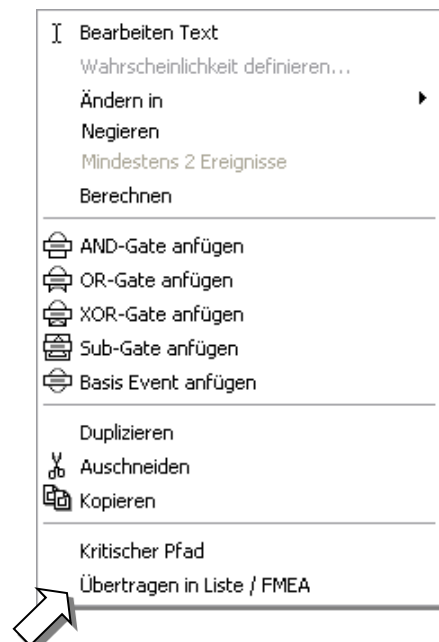 Bearbeiten Text
Wahrscheinlichkeit definieren...
Ändern in
Negieren
Mindestens 2 Ereignisse
Berechnen
AND-Gate anfügen
OR-Gate anfügen
XOR-Gate anfügen
Sub-Gate anfügen
Basis Event anfügen
Duplizieren
Auschneiden
Kopieren
Kritischer Pfad
Übertragen in Liste / FMEA